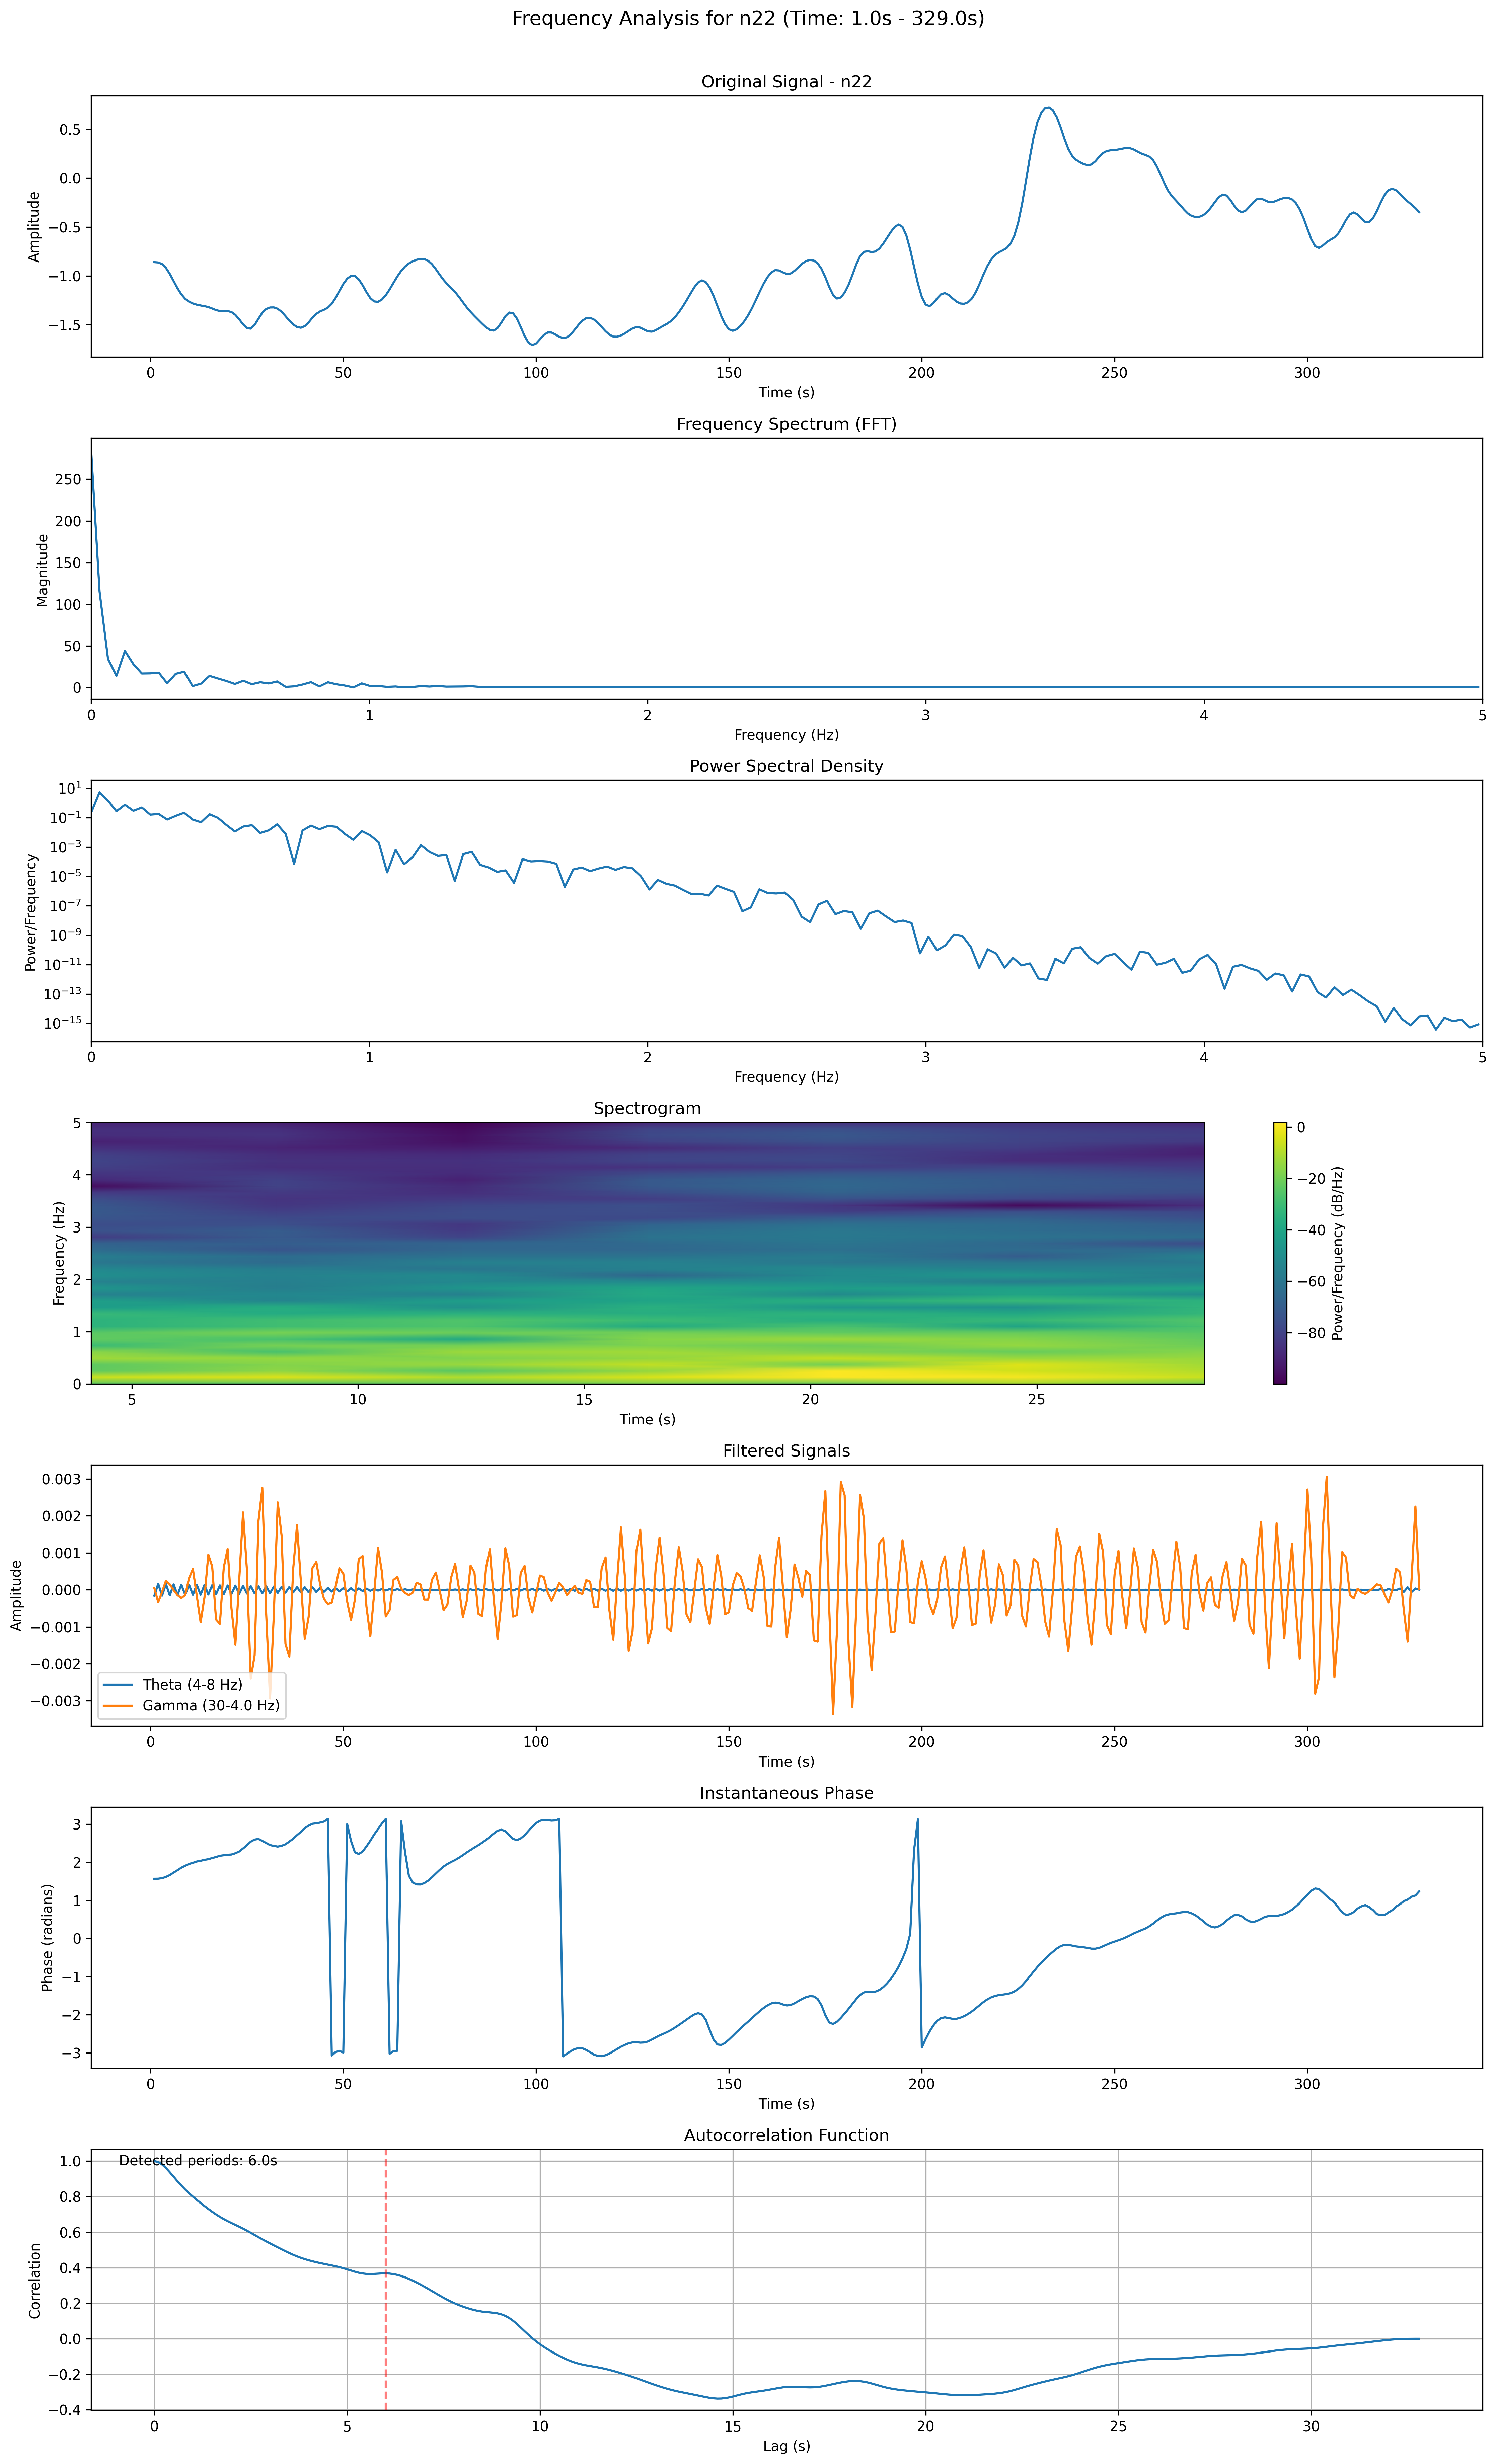 Frequency Analysis for n22 (Time: 1.0s - 329.0s)
Original Signal - n22
Amplitude
0.5
0.0
−0.5
−1.0
−1.5
0 50 100 150 200 250 300
Time (s)
Frequency Spectrum (FFT)
Magnitude
250
200
150
100
50
0
0 1 2 3 4 5
Frequency (Hz)
Power Spectral Density
Power/Frequency
10¹
10⁻¹
10⁻³
10⁻⁵
10⁻⁷
10⁻⁹
10⁻¹¹
10⁻¹³
10⁻¹⁵
0 1 2 3 4 5
Frequency (Hz)
Spectrogram
Frequency (Hz)
5
4
3
2
1
0
5 10 15 20 25
Time (s)
0
−20
−40
−60
−80
Power/Frequency (dB/Hz)
Filtered Signals
Amplitude
0.003
0.002
0.001
0.000
−0.001
−0.002
−0.003
Theta (4-8 Hz)
Gamma (30-4.0 Hz)
0 50 100 150 200 250 300
Time (s)
Instantaneous Phase
Phase (radians)
3
2
1
0
−1
−2
−3
0 50 100 150 200 250 300
Time (s)
Autocorrelation Function
Detected periods: 6.0s
Correlation
1.0
0.8
0.6
0.4
0.2
0.0
−0.2
−0.4
0 5 10 15 20 25 30
Lag (s)